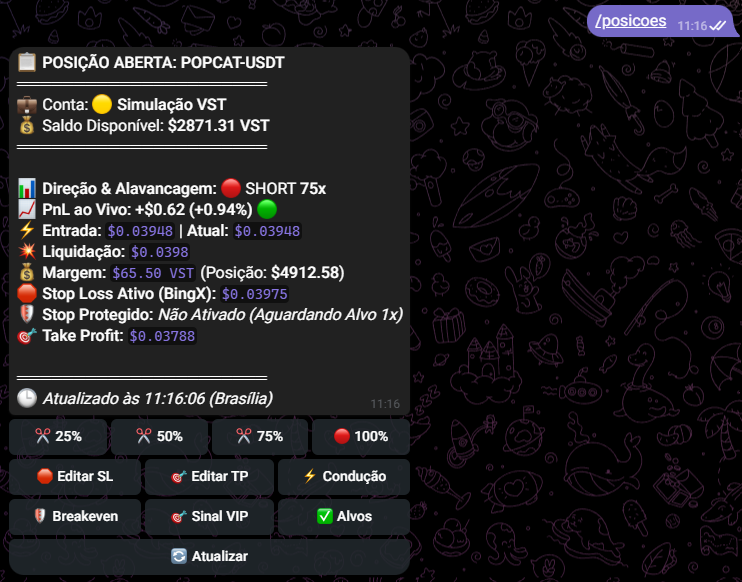 /posicoes 11:16
POSIÇÃO ABERTA: POPCAT-USDT
Conta: Simulação VST
Saldo Disponível: $2871.31 VST
Direção & Alavancagem: SHORT 75x
PnL ao Vivo: +$0.62 (+0.94%)
Entrada: $0.03948 | Atual: $0.03948
Liquidação: $0.0398
Margem: $65.50 VST (Posição: $4912.58)
Stop Loss Ativo (BingX): $0.03975
Stop Protegido: Não Ativado (Aguardando Alvo 1x)
Take Profit: $0.03788
Atualizado às 11:16:06 (Brasília)
11:16
25% 50% 75% 100%
Editar SL Editar TP Condução
Breakeven Sinal VIP Alvos
Atualizar